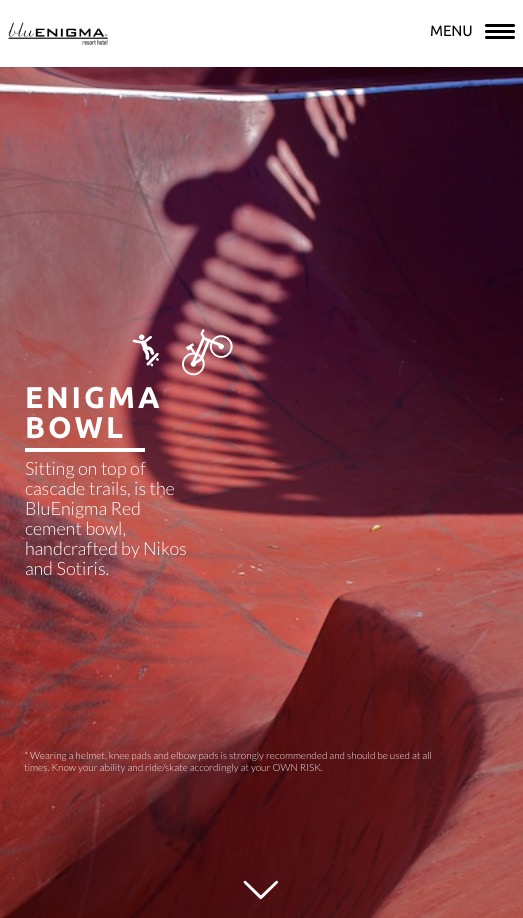 bluENIGMA
resort hotel
MENU
ENIGMA
BOWL
Sitting on top of
cascade trails, is the
BluEnigma Red
cement bowl,
handcrafted by Nikos
and Sotiris.
* Wearing a helmet, knee pads and elbow pads is strongly recommended and should be used at all
times. Know your ability and ride/skate accordingly at your OWN RISK.